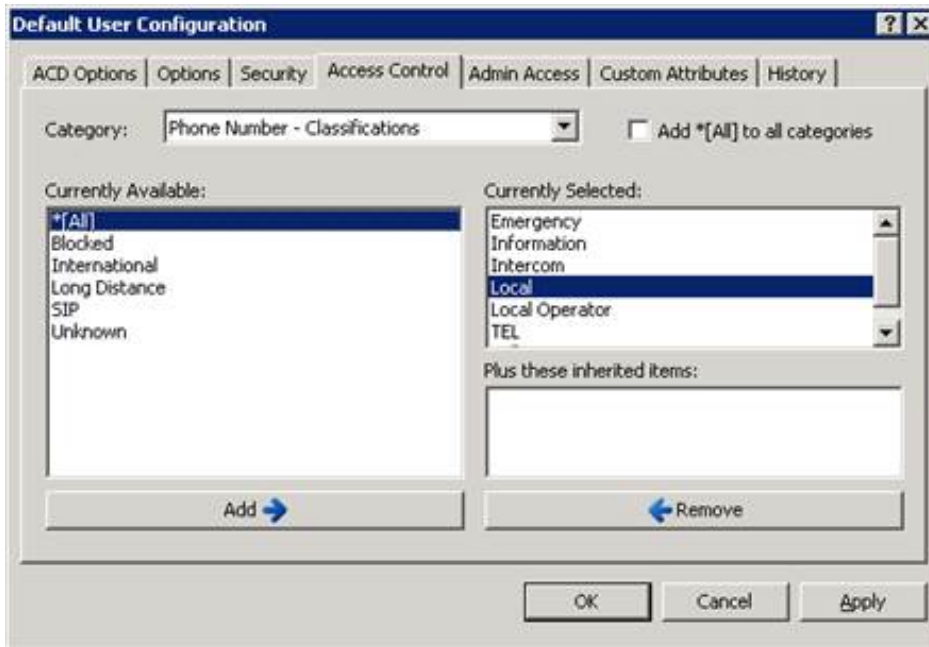 Default User Configuration
ACD Options
Options
Security
Access Control
Admin Access
Custom Attributes
History
Category:
Phone Number - Classifications
Add *[All] to all categories
Currently Available:
*[All]
Blocked
International
Long Distance
SIP
Unknown
Add
Currently Selected:
Emergency
Information
Intercom
Local
Local Operator
TEL
Plus these inherited items:
Remove
OK
Cancel
Apply